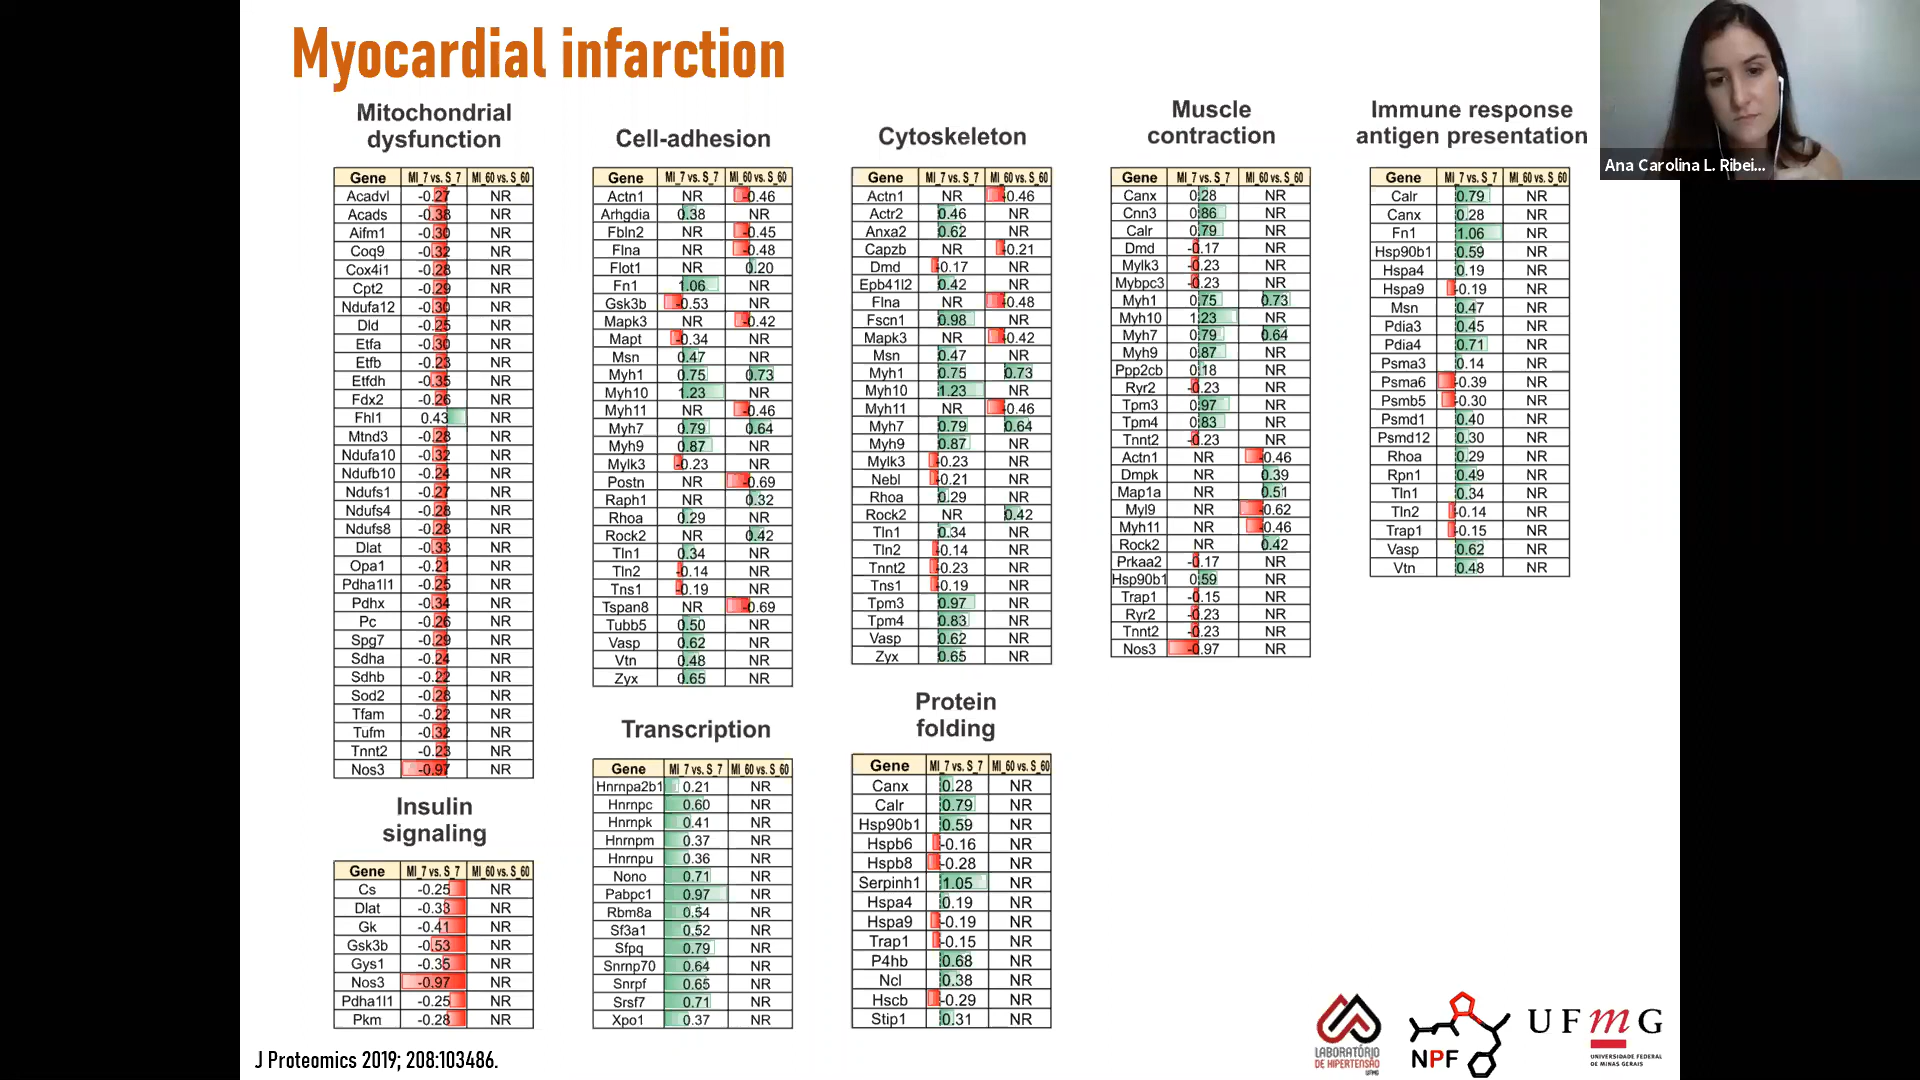 Myocardial infarction
Ana Carolina L. Ribei...
Mitochondrial
dysfunction
Gene MI_7 vs. S_7 MI_60 vs. S_60
Acadvl -0.27 NR
Acads -0.38 NR
Aifm1 -0.30 NR
Coq9 -0.32 NR
Cox4i1 -0.28 NR
Cpt2 -0.29 NR
Ndufa12 -0.30 NR
Dld -0.25 NR
Etfa -0.30 NR
Etfb -0.23 NR
Etfdh -0.35 NR
Fdx2 -0.26 NR
Fhl1 0.43 NR
Mtnd3 -0.28 NR
Ndufa10 -0.32 NR
Ndufb10 -0.24 NR
Ndufs1 -0.27 NR
Ndufs4 -0.28 NR
Ndufs8 -0.28 NR
Dlat -0.33 NR
Opa1 -0.21 NR
Pdha1l1 -0.25 NR
Pdhx -0.34 NR
Pc -0.26 NR
Spg7 -0.29 NR
Sdha -0.24 NR
Sdhb -0.22 NR
Sod2 -0.28 NR
Tfam -0.22 NR
Tufm -0.32 NR
Tnnt2 -0.23 NR
Nos3 -0.97 NR
Insulin
signaling
Gene MI_7 vs. S_7 MI_60 vs. S_60
Cs -0.25 NR
Dlat -0.33 NR
Gk -0.41 NR
Gsk3b -0.53 NR
Gys1 -0.35 NR
Nos3 -0.97 NR
Pdha1l1 -0.25 NR
Pkm -0.28 NR
Cell-adhesion
Gene MI_7 vs. S_7 MI_60 vs. S_60
Actn1 NR -0.46
Arhgdia 0.38 NR
Fbln2 NR -0.45
Flna NR -0.48
Flot1 NR 0.20
Fn1 1.06 NR
Gsk3b -0.53 NR
Mapk3 NR -0.42
Mapt -0.34 NR
Msn 0.47 NR
Myh1 0.75 0.73
Myh10 1.23 NR
Myh11 NR -0.46
Myh7 0.79 0.64
Myh9 0.87 NR
Mylk3 -0.23 NR
Postn NR -0.69
Raph1 NR 0.32
Rhoa 0.29 NR
Rock2 NR 0.42
Tln1 0.34 NR
Tln2 -0.14 NR
Tns1 -0.19 NR
Tspan8 NR -0.69
Tubb5 0.50 NR
Vasp 0.62 NR
Vtn 0.48 NR
Zyx 0.65 NR
Transcription
Gene MI_7 vs. S_7 MI_60 vs. S_60
Hnrnpa2b1 0.21 NR
Hnrnpc 0.60 NR
Hnrnpk 0.41 NR
Hnrnpm 0.37 NR
Hnrnpu 0.36 NR
Nono 0.71 NR
Pabpc1 0.97 NR
Rbm8a 0.54 NR
Sf3a1 0.52 NR
Sfpq 0.79 NR
Snrnp70 0.64 NR
Snrpf 0.65 NR
Srsf7 0.71 NR
Xpo1 0.37 NR
Cytoskeleton
Gene MI_7 vs. S_7 MI_60 vs. S_60
Actn1 NR -0.46
Actr2 0.46 NR
Anxa2 0.62 NR
Capzb NR -0.21
Dmd -0.17 NR
Epb41l2 0.42 NR
Flna NR -0.48
Fscn1 0.98 NR
Mapk3 NR -0.42
Msn 0.47 NR
Myh1 0.75 0.73
Myh10 1.23 NR
Myh11 NR -0.46
Myh7 0.79 0.64
Myh9 0.87 NR
Mylk3 -0.23 NR
Nebl -0.21 NR
Rhoa 0.29 NR
Rock2 NR 0.42
Tln1 0.34 NR
Tln2 -0.14 NR
Tnnt2 -0.23 NR
Tns1 -0.19 NR
Tpm3 0.97 NR
Tpm4 0.83 NR
Vasp 0.62 NR
Zyx 0.65 NR
Protein
folding
Gene MI_7 vs. S_7 MI_60 vs. S_60
Canx 0.28 NR
Calr 0.79 NR
Hsp90b1 0.59 NR
Hspb6 -0.16 NR
Hspb8 -0.28 NR
Serpinh1 1.05 NR
Hspa4 0.19 NR
Hspa9 -0.19 NR
Trap1 -0.15 NR
P4hb 0.68 NR
Ncl 0.38 NR
Hscb -0.29 NR
Stip1 0.31 NR
Muscle
contraction
Gene MI_7 vs. S_7 MI_60 vs. S_60
Canx 0.28 NR
Cnn3 0.86 NR
Calr 0.79 NR
Dmd -0.17 NR
Mylk3 -0.23 NR
Mybpc3 -0.23 NR
Myh1 0.75 0.73
Myh10 1.23 NR
Myh7 0.79 0.64
Myh9 0.87 NR
Ppp2cb 0.18 NR
Ryr2 -0.23 NR
Tpm3 0.97 NR
Tpm4 0.83 NR
Tnnt2 -0.23 NR
Actn1 NR -0.46
Dmpk NR 0.39
Map1a NR 0.51
Myl9 NR -0.62
Myh11 NR -0.46
Rock2 NR 0.42
Prkaa2 -0.17 NR
Hsp90b1 0.59 NR
Trap1 -0.15 NR
Ryr2 -0.23 NR
Tnnt2 -0.23 NR
Nos3 -0.97 NR
Immune response
antigen presentation
Gene MI_7 vs. S_7 MI_60 vs. S_60
Calr 0.79 NR
Canx 0.28 NR
Fn1 1.06 NR
Hsp90b1 0.59 NR
Hspa4 0.19 NR
Hspa9 -0.19 NR
Msn 0.47 NR
Pdia3 0.45 NR
Pdia4 0.71 NR
Psma3 0.14 NR
Psma6 -0.39 NR
Psmb5 -0.30 NR
Psmd1 0.40 NR
Psmd12 0.30 NR
Rhoa 0.29 NR
Rpn1 0.49 NR
Tln1 0.34 NR
Tln2 -0.14 NR
Trap1 -0.15 NR
Vasp 0.62 NR
Vtn 0.48 NR
J Proteomics 2019; 208:103486.
LABORATÓRIO
DE HIPERTENSÃO
UFMG
NPF
UFmG
UNIVERSIDADE FEDERAL
DE MINAS GERAIS